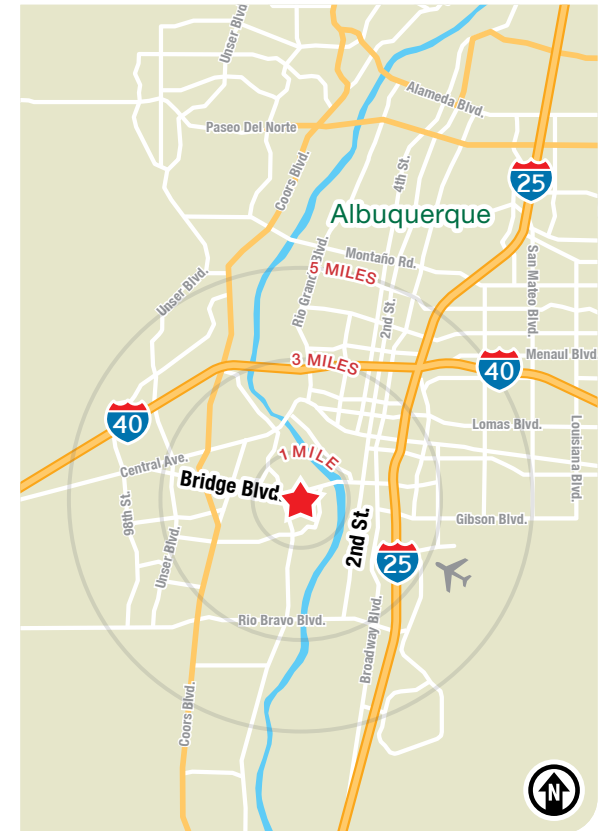 Unser Blvd.
Alameda Blvd.
Paseo Del Norte
4th St.
Coors Blvd.
25
Albuquerque
Montaño Rd.
San Mateo Blvd.
Rio Grande Blvd.
5 MILES
Unser Blvd.
2nd St.
3 MILES
Menaul Blvd
40
40
Lomas Blvd.
Louisiana Blvd.
1 MILE
Central Ave.
Bridge Blvd.
98th St.
Gibson Blvd.
2nd St.
Unser Blvd.
25
Rio Bravo Blvd.
Broadway Blvd.
Coors Blvd.
N